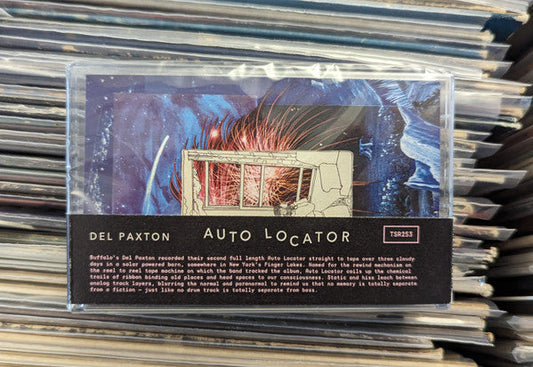 DEL PAXTON AUTO LOCATOR TSR253
Buffalo's Del Paxton recorded their second full length Auto Locator straight to tape over three cloudy
days in a solar powered barn, somewhere in New York's Finger Lakes. Named for the rewind mechanism on
the reel to reel tape machine on which the band tracked the album, Auto Locator coils up the chemical
trails of ribbon binding old places and head spaces to our consciousness. Static and hiss leech between
analog track layers, blurring the normal and paranormal to remind us that no memory is totally separate
from a fiction – just like no drum track is totally separate from bass.